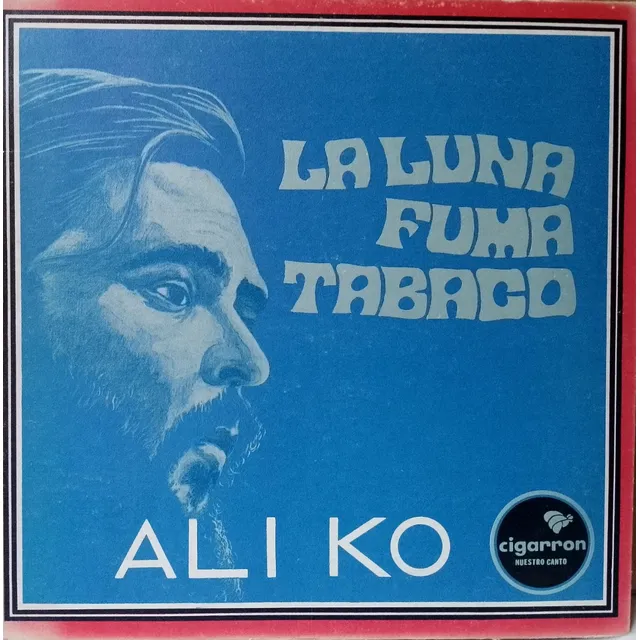 LA LUNA
FUMA
TABACO
ALI KO
cigarron
NUESTRO CANTO